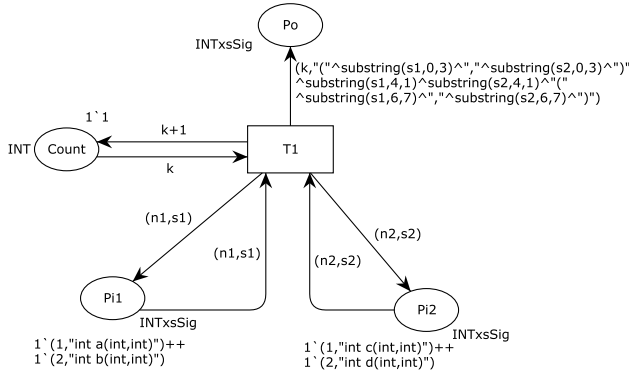 Po
INTxsSig
(k,"("^substring(s1,0,3)^","^substring(s2,0,3)^")"
^substring(s1,4,1)^substring(s2,4,1)^"("
^substring(s1,6,7)^","^substring(s2,6,7)^")")
1`1
k+1
INT
Count
T1
k
(n1,s1)
(n2,s2)
(n1,s1)
(n2,s2)
Pi1
Pi2
INTxsSig
INTxsSig
1`(1,"int a(int,int)")++
1`(2,"int b(int,int)")
1`(1,"int c(int,int)")++
1`(2,"int d(int,int)")